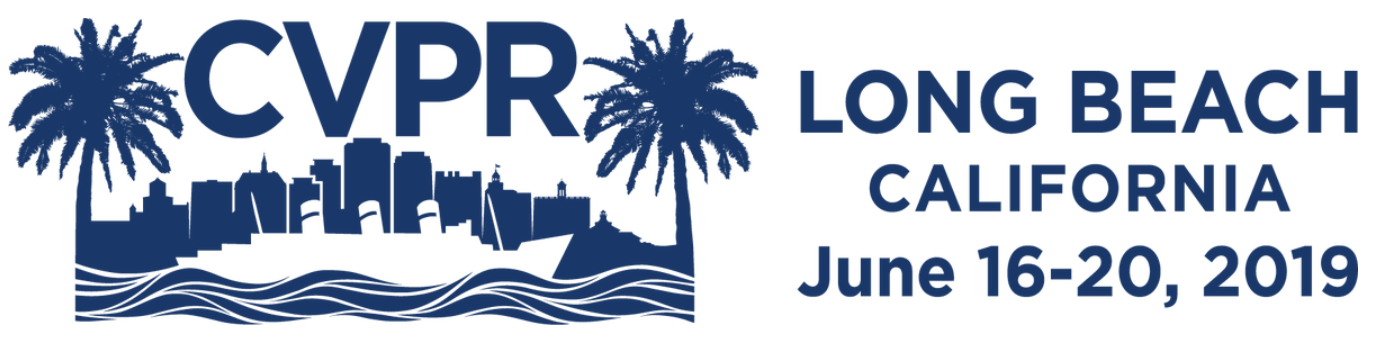 CVPR
LONG BEACH
CALIFORNIA
June 16-20, 2019